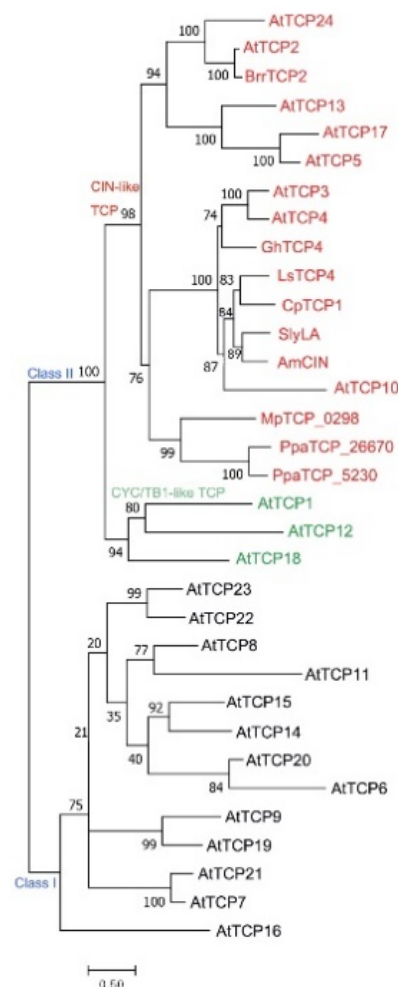 AtTCP24
100
AtTCP2
94
100
BrrTCP2
AtTCP13
AtTCP17
100
100
AtTCP5
CIN-like
TCP
98
AtTCP3
100
74
AtTCP4
GhTCP4
100
83
LsTCP4
CpTCP1
84
SlyLA
89
AmCIN
87
Class II
100
76
AtTCP10
MpTCP_0298
99
PpaTCP_26670
100
PpaTCP_5230
CYC/TB1-like TCP
AtTCP1
80
AtTCP12
94
AtTCP18
AtTCP23
99
AtTCP22
20
AtTCP8
77
AtTCP11
35
AtTCP15
92
21
AtTCP14
40
AtTCP20
84
AtTCP6
75
AtTCP9
99
AtTCP19
Class I
AtTCP21
100
AtTCP7
AtTCP16
0.50